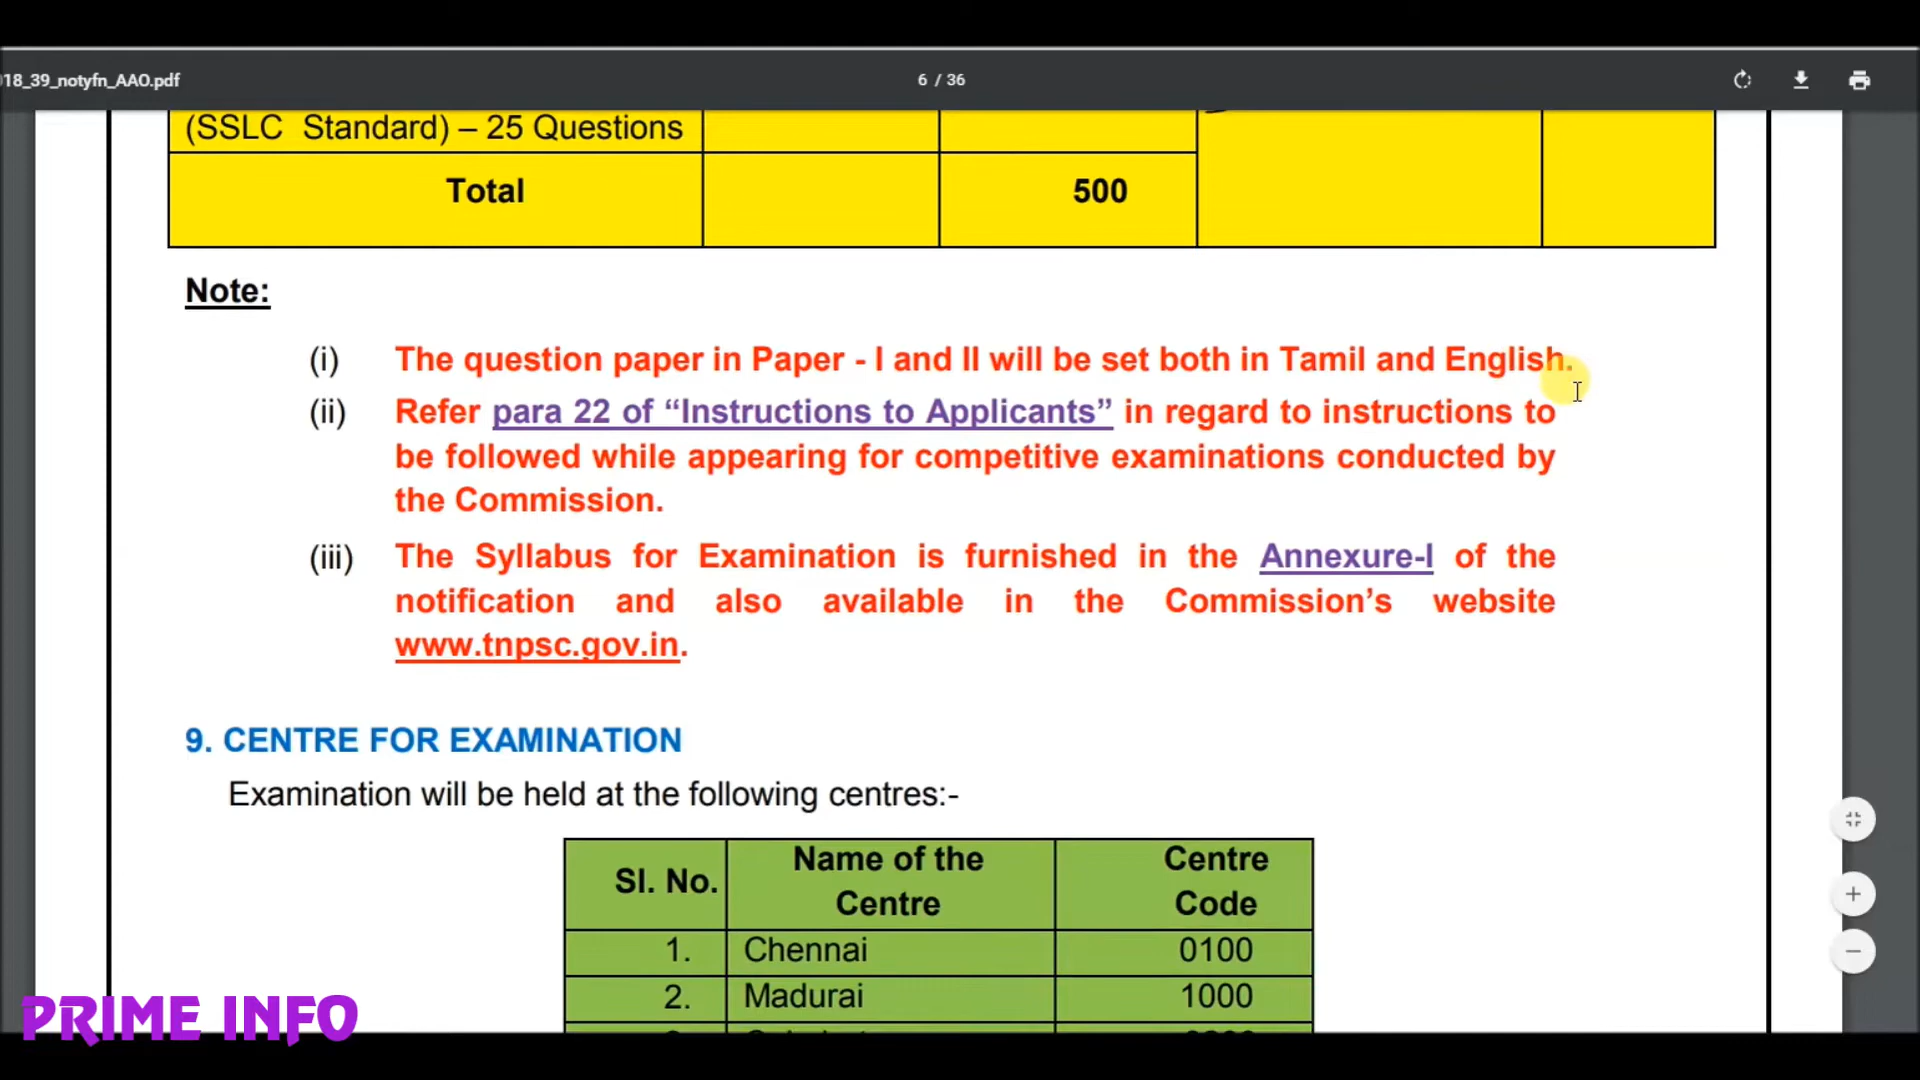 18_39_notyfn_AAO.pdf
6 / 36
(SSLC Standard) – 25 Questions
Total 500
Note:
(i) The question paper in Paper - I and II will be set both in Tamil and English.
(ii) Refer para 22 of “Instructions to Applicants” in regard to instructions to
be followed while appearing for competitive examinations conducted by
the Commission.
(iii) The Syllabus for Examination is furnished in the Annexure-I of the
notification and also available in the Commission’s website
www.tnpsc.gov.in.
9. CENTRE FOR EXAMINATION
Examination will be held at the following centres:-
Sl. No. Name of the Centre Centre Code
1. Chennai 0100
2. Madurai 1000
PRIME INFO